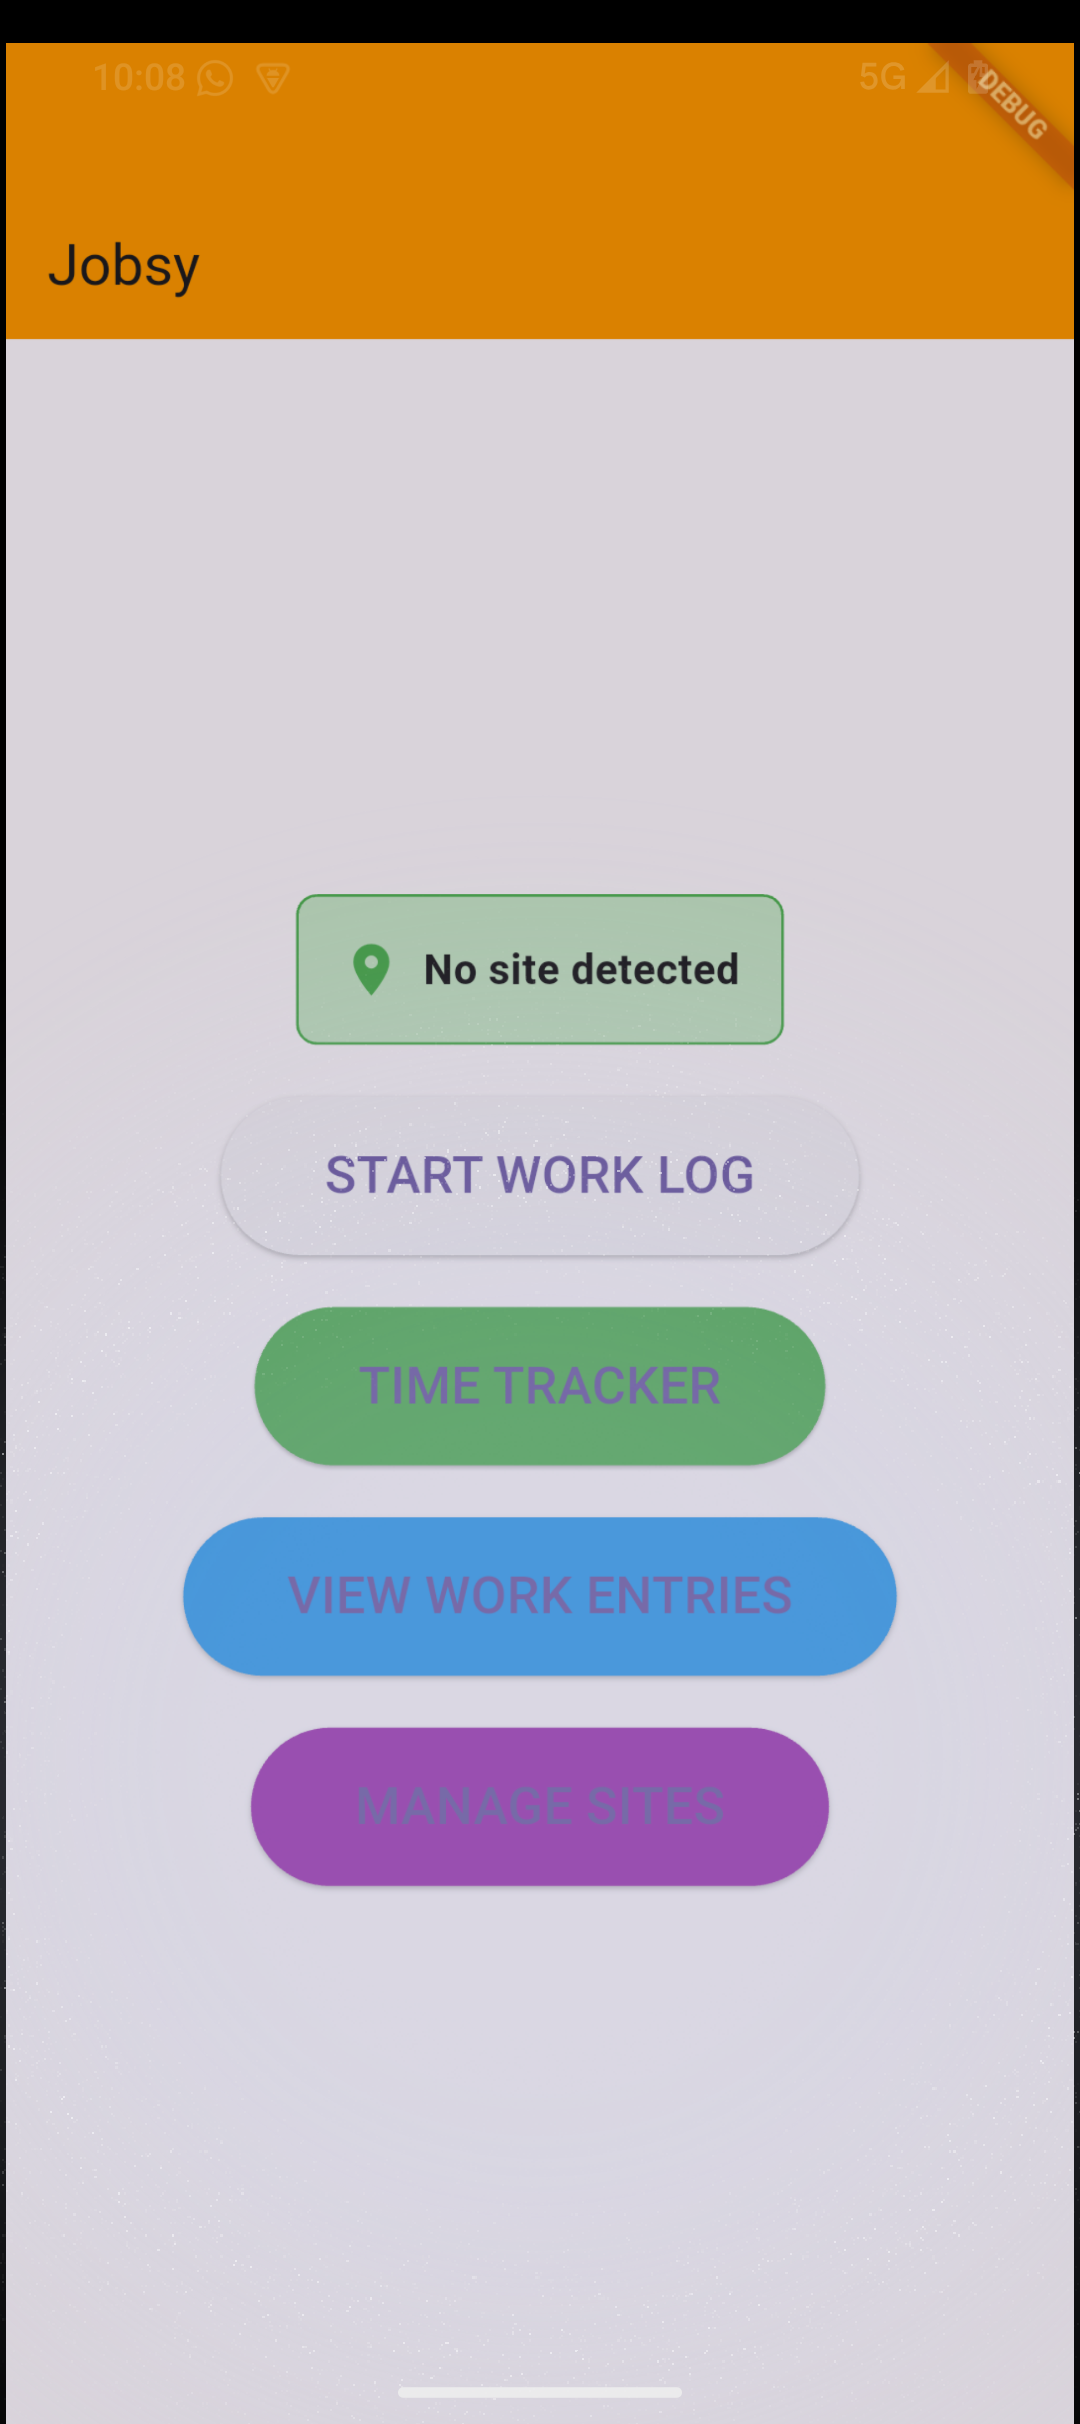 10:08 5G
DEBUG
Jobsy
No site detected
START WORK LOG
TIME TRACKER
VIEW WORK ENTRIES
MANAGE SITES